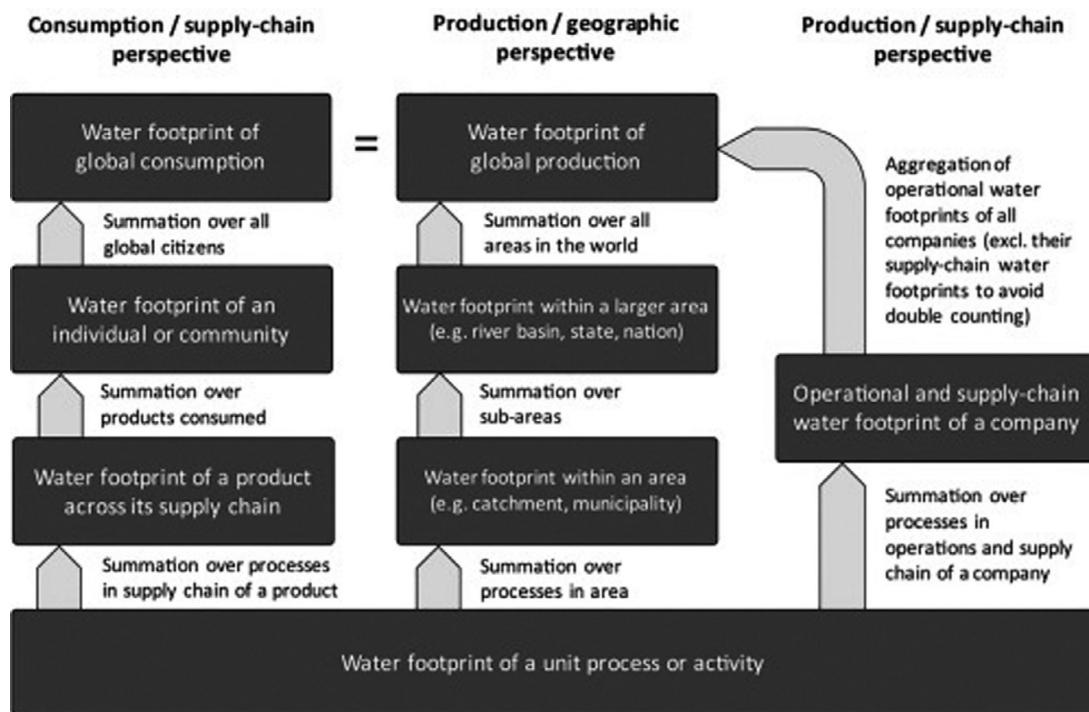 Consumption / supply-chain
perspective
Production / geographic
perspective
Production / supply-chain
perspective
Water footprint of
global consumption
=
Water footprint of
global production
Summation over all
global citizens
Summation over all
areas in the world
Aggregation of
operational water
footprints of all
companies (excl. their
supply-chain water
footprints to avoid
double counting)
Water footprint of an
individual or community
Water footprint within a larger area
(e.g. river basin, state, nation)
Summation over
products consumed
Summation over
sub-areas
Operational and supply-chain
water footprint of a company
Water footprint of a product
across its supply chain
Water footprint within an area
(e.g. catchment, municipality)
Summation over processes
in supply chain of a product
Summation over
processes in area
Summation over
processes in
operations and supply
chain of a company
Water footprint of a unit process or activity